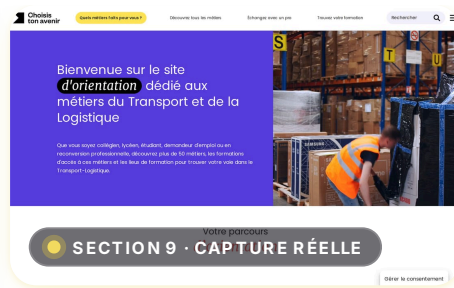 Choisis
ton avenir
Quels métiers faits pour vous ?
Découvrez tous les métiers
Échangez avec un pro
Trouvez votre formation
Rechercher
Bienvenue sur le site
d'orientation dédié aux
métiers du Transport et de la
Logistique
Que vous soyez collégien, lycéen, étudiant, demandeur d'emploi ou en
reconversion professionnelle, découvrez plus de 50 métiers, les formations
d'accès à ces métiers et les lieux de formation pour trouver votre voie dans le
Transport-Logistique.
S
T
U
SAMSUNG
Votre parcours
SECTION 9 · CAPTURE RÉELLE
Gérer le consentement